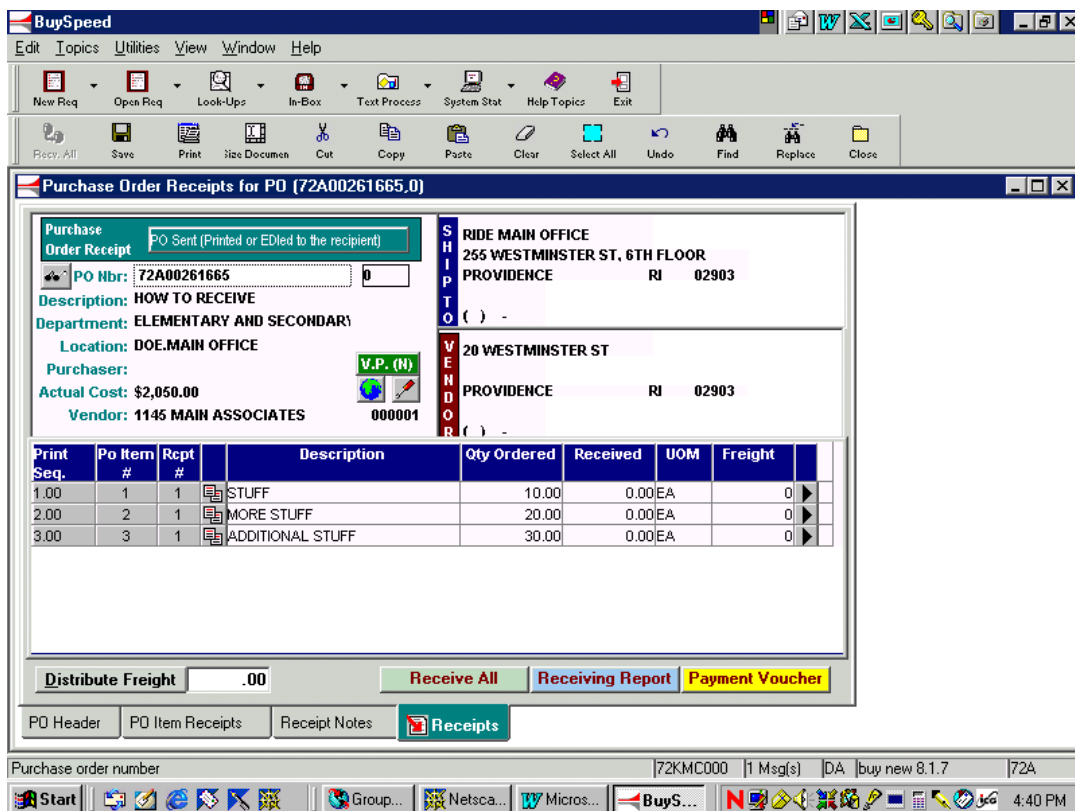 BuySpeed
Edit Topics Utilities View Window Help
New Req Open Req Look-Ups In-Box Text Process System Stat Help Topics Exit
Recv. All Save Print Size Documen Cut Copy Paste Clear Select All Undo Find Replace Close
Purchase Order Receipts for PO (72A00261665,0)
Purchase Order Receipt
PO Sent (Printed or EDIed to the recipient)
PO Nbr: 72A00261665 0
Description: HOW TO RECEIVE
Department: ELEMENTARY AND SECONDARY
Location: DOE.MAIN OFFICE
Purchaser:
V.P. (N)
Actual Cost: $2,050.00
Vendor: 1145 MAIN ASSOCIATES 000001
SHIP TO
RIDE MAIN OFFICE
255 WESTMINSTER ST, 6TH FLOOR
PROVIDENCE RI 02903
( ) -
VENDOR
20 WESTMINSTER ST
PROVIDENCE RI 02903
( ) -
Print Seq. Po Item # Rcpt # Description Qty Ordered Received UOM Freight
1.00 1 1 STUFF 10.00 0.00 EA 0
2.00 2 1 MORE STUFF 20.00 0.00 EA 0
3.00 3 1 ADDITIONAL STUFF 30.00 0.00 EA 0
Distribute Freight .00 Receive All Receiving Report Payment Voucher
PO Header PO Item Receipts Receipt Notes Receipts
Purchase order number 72KMC000 1 Msg(s) DA buy new 8.1.7 72A
Start Group... Netsca... Micros... BuyS... 4:40 PM